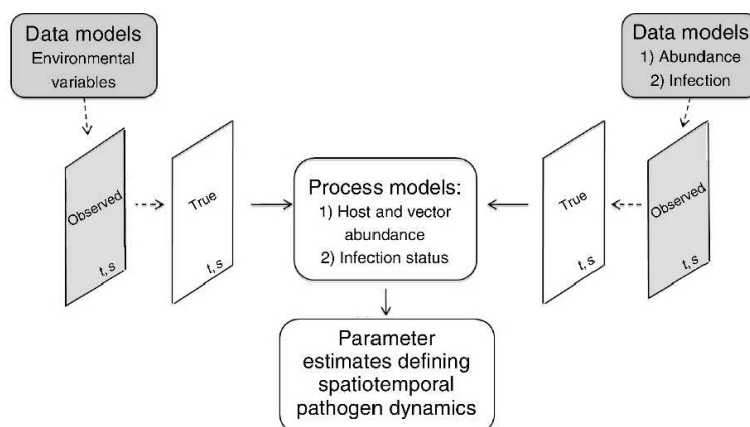 Data models
Environmental
variables
Data models
1) Abundance
2) Infection
Observed
t, s
True
t, s
Process models:
1) Host and vector
abundance
2) Infection status
True
t, s
Observed
t, s
Parameter
estimates defining
spatiotemporal
pathogen dynamics